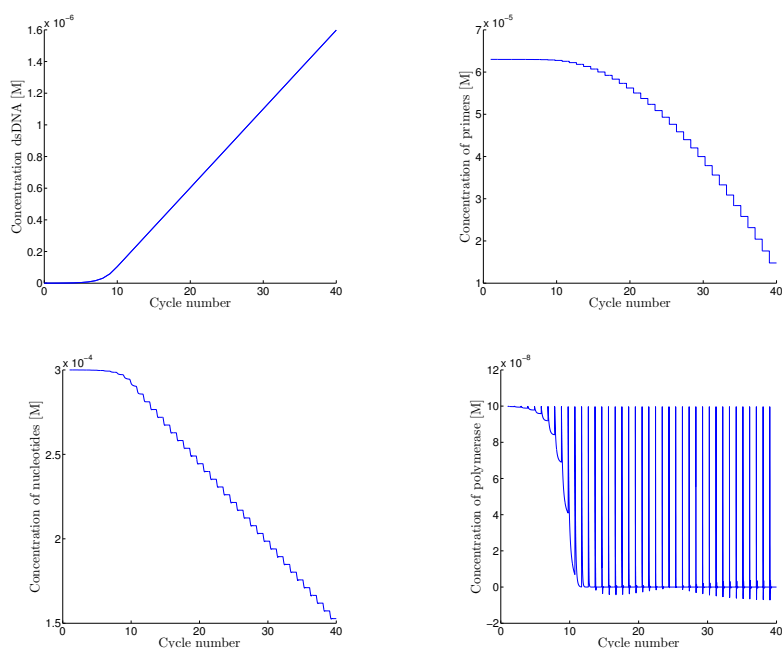 x 10⁻⁶
1.6
1.4
1.2
1
0.8
0.6
0.4
0.2
0
0 10 20 30 40
Concentration dsDNA [M]
Cycle number
x 10⁻⁵
7
6
5
4
3
2
1
0 10 20 30 40
Concentration of primers [M]
Cycle number
x 10⁻⁴
3
2.5
2
1.5
0 10 20 30 40
Concentration of nucleotides [M]
Cycle number
x 10⁻⁸
12
10
8
6
4
2
0
−2
0 10 20 30 40
Concentration of polymerase [M]
Cycle number